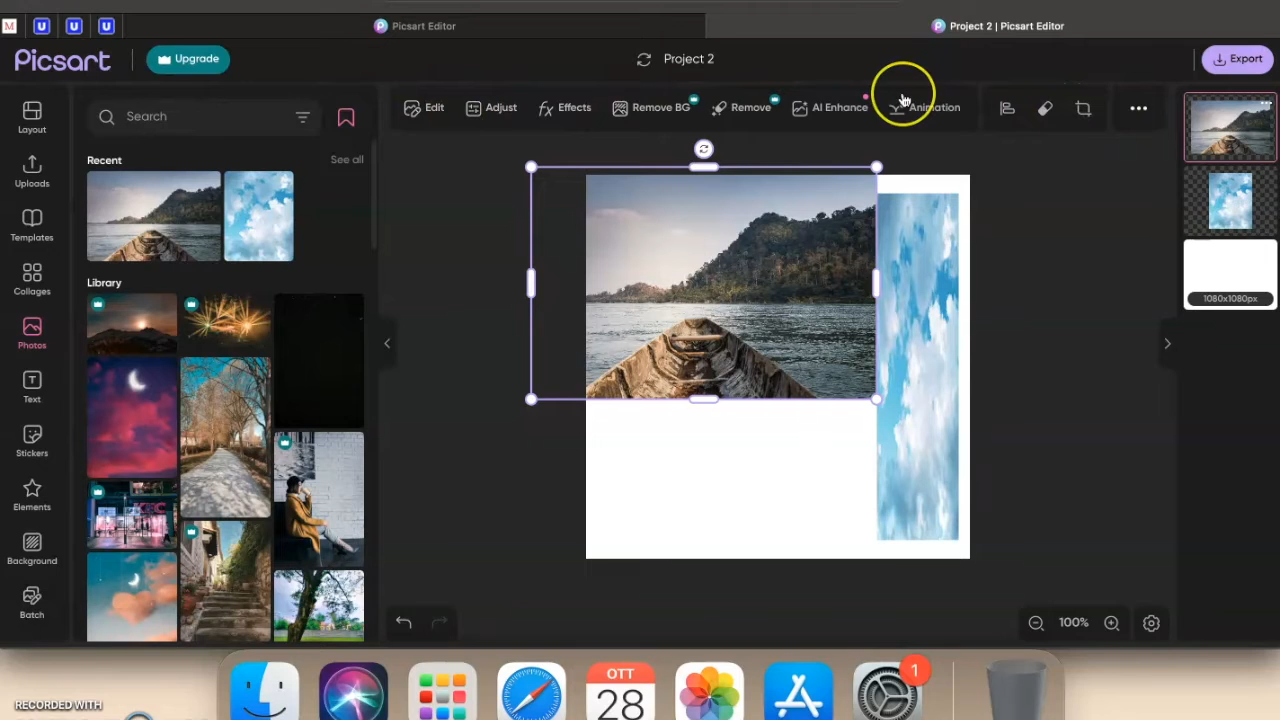 M U U U Picsart Editor Project 2 | Picsart Editor
Picsart Upgrade Project 2 Export
Edit Adjust Effects Remove BG Remove AI Enhance Animation
Search
Layout
Uploads
Templates
Collages
Photos
Text
Stickers
Elements
Background
Batch
Recent See all
Library
1080x1080px
100%
OTT
28
1
RECORDED WITH